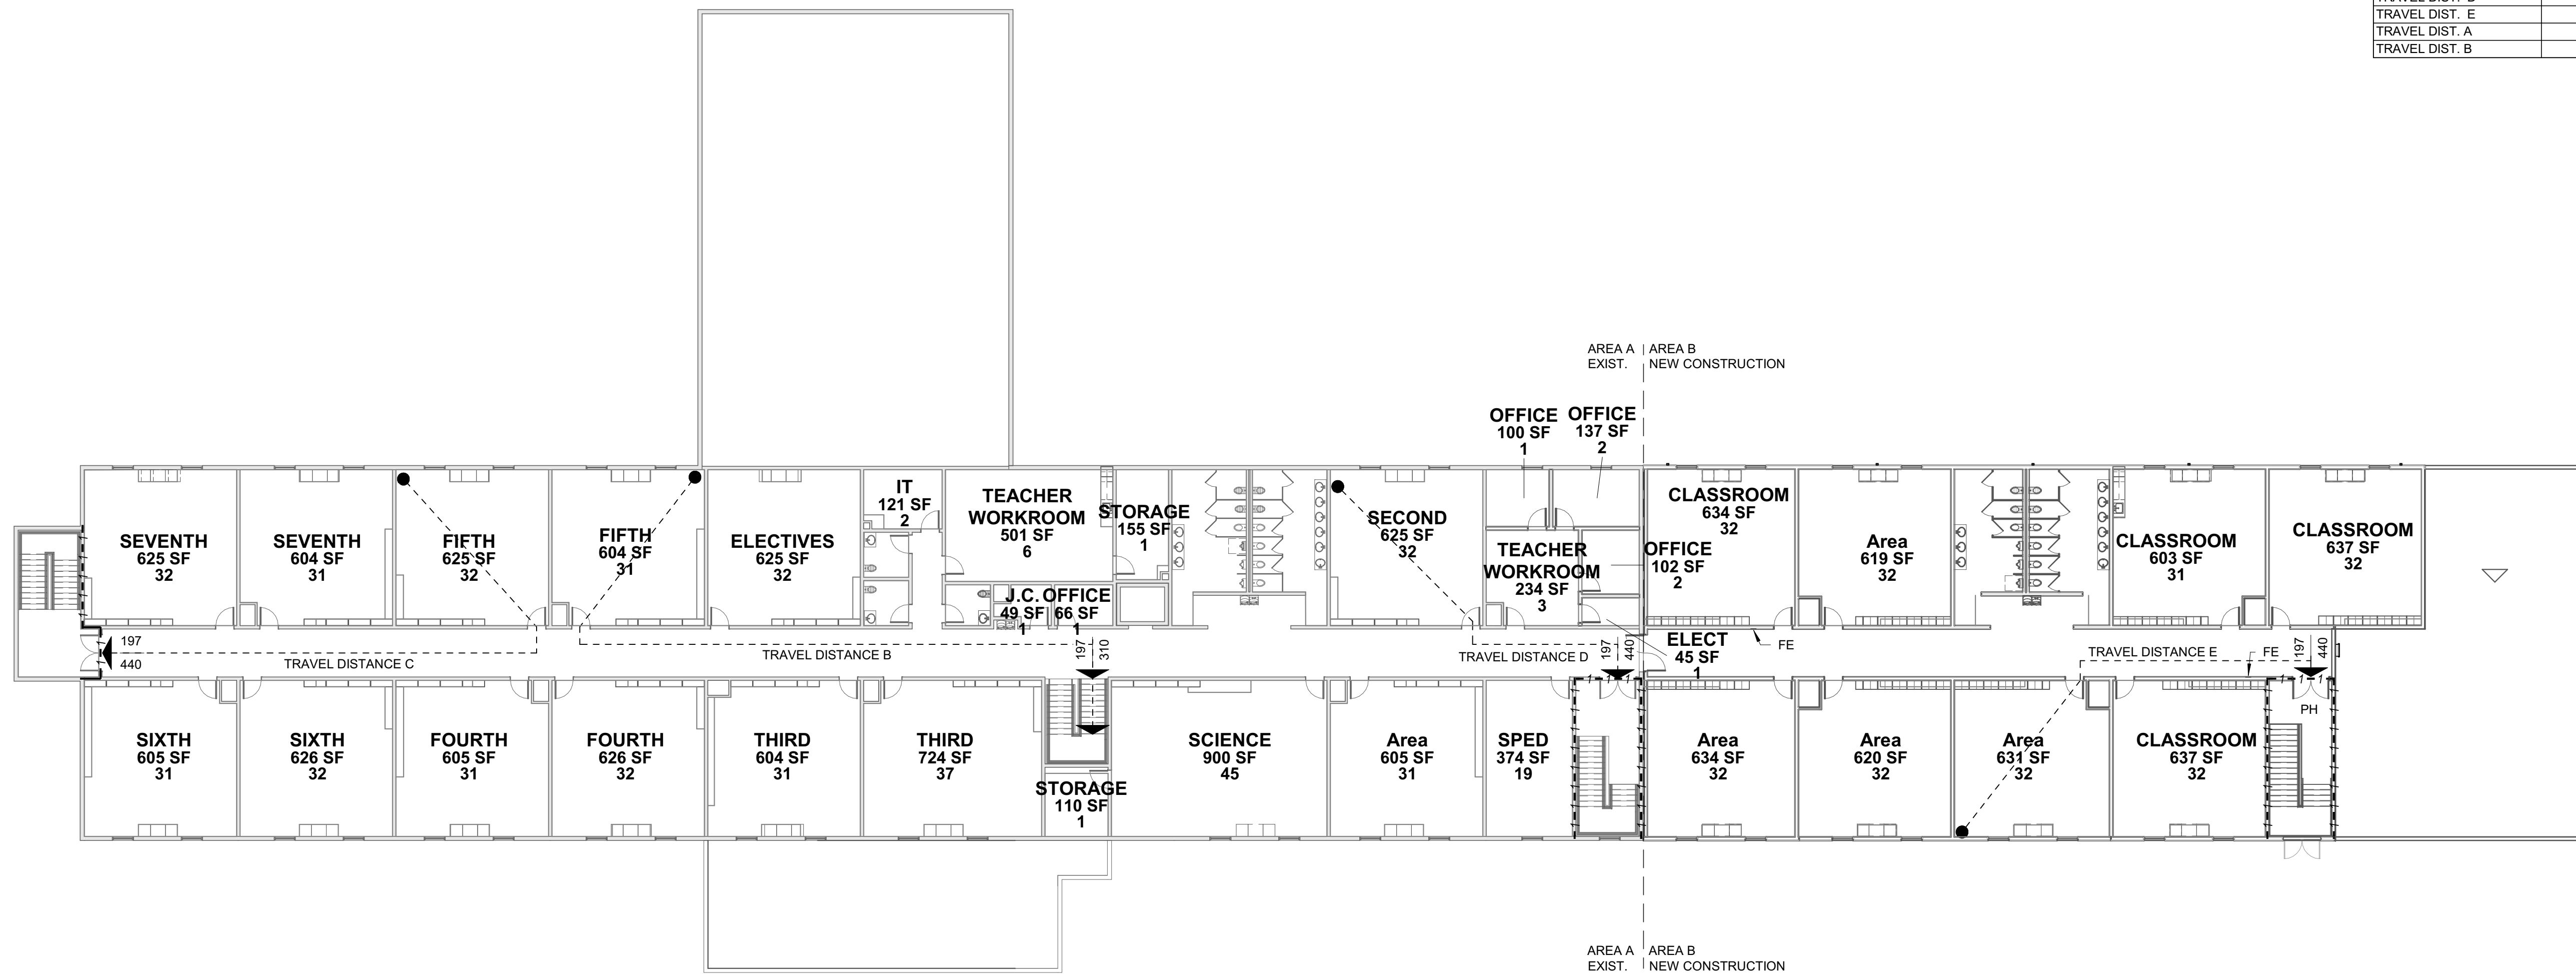 TRAVEL DIST. E
TRAVEL DIST. A
TRAVEL DIST. B
AREA A
EXIST.
AREA B
NEW CONSTRUCTION
OFFICE
100 SF
1
OFFICE
137 SF
2
SEVENTH
625 SF
32
SEVENTH
604 SF
31
FIFTH
625 SF
32
FIFTH
604 SF
31
ELECTIVES
625 SF
32
IT
121 SF
2
TEACHER
WORKROOM
501 SF
6
STORAGE
155 SF
1
J.C.
49 SF
1
OFFICE
66 SF
1
SECOND
625 SF
32
TEACHER
WORKROOM
234 SF
3
OFFICE
102 SF
2
ELECT
45 SF
1
CLASSROOM
634 SF
32
Area
619 SF
32
CLASSROOM
603 SF
31
CLASSROOM
637 SF
32
197
440
TRAVEL DISTANCE C
TRAVEL DISTANCE B
197
310
TRAVEL DISTANCE D
197
440
FE
TRAVEL DISTANCE E
FE
197
440
PH
SIXTH
605 SF
31
SIXTH
626 SF
32
FOURTH
605 SF
31
FOURTH
626 SF
32
THIRD
604 SF
31
THIRD
724 SF
37
STORAGE
110 SF
1
SCIENCE
900 SF
45
Area
605 SF
31
SPED
374 SF
19
Area
634 SF
32
Area
620 SF
32
Area
631 SF
32
CLASSROOM
637 SF
32
AREA A
EXIST.
AREA B
NEW CONSTRUCTION